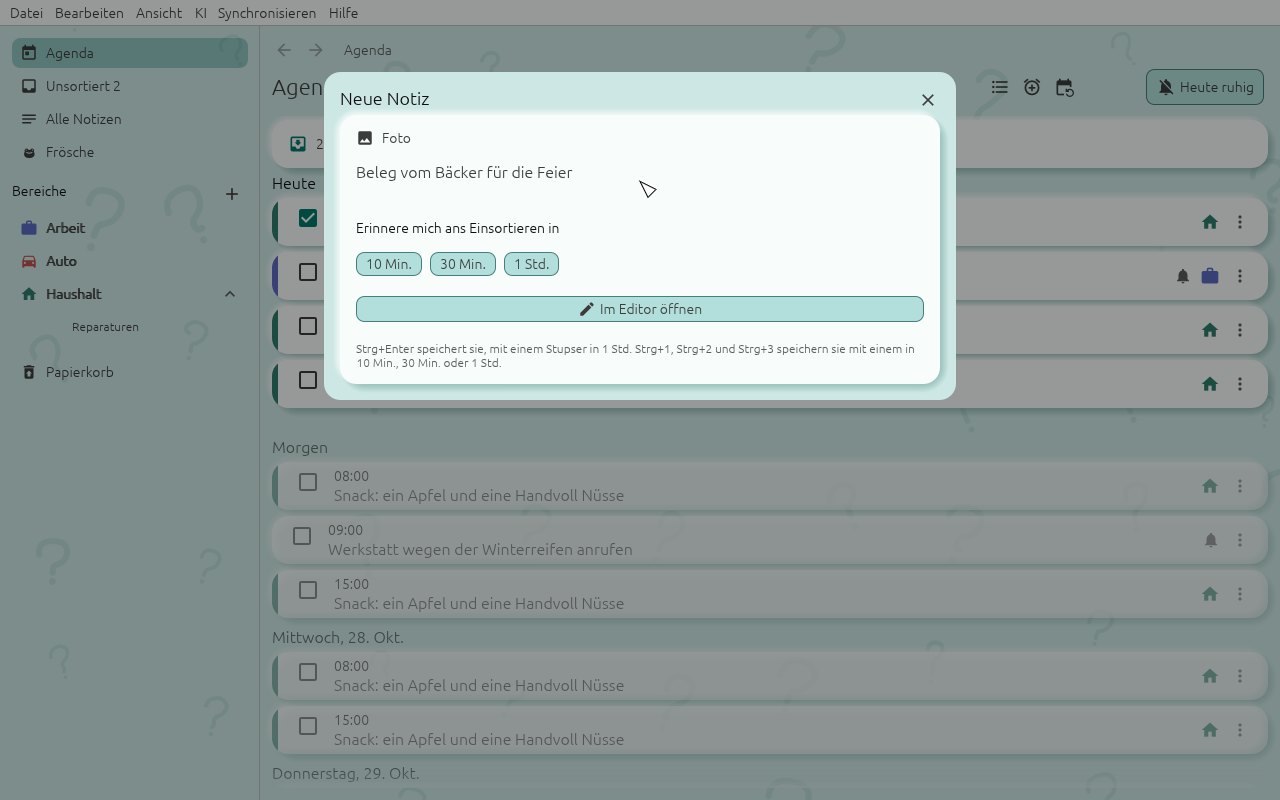 Datei Bearbeiten Ansicht KI Synchronisieren Hilfe
Agenda
Unsortiert 2
Alle Notizen
Frösche
Bereiche
Arbeit
Auto
Haushalt
Reparaturen
Papierkorb
Agenda
Agen
Heute ruhig
2
Heute
Neue Notiz
Foto
Beleg vom Bäcker für die Feier
Erinnere mich ans Einsortieren in
10 Min. 30 Min. 1 Std.
Im Editor öffnen
Strg+Enter speichert sie, mit einem Stupser in 1 Std. Strg+1, Strg+2 und Strg+3 speichern sie mit einem in
10 Min., 30 Min. oder 1 Std.
Morgen
08:00
Snack: ein Apfel und eine Handvoll Nüsse
09:00
Werkstatt wegen der Winterreifen anrufen
15:00
Snack: ein Apfel und eine Handvoll Nüsse
Mittwoch, 28. Okt.
08:00
Snack: ein Apfel und eine Handvoll Nüsse
15:00
Snack: ein Apfel und eine Handvoll Nüsse
Donnerstag, 29. Okt.